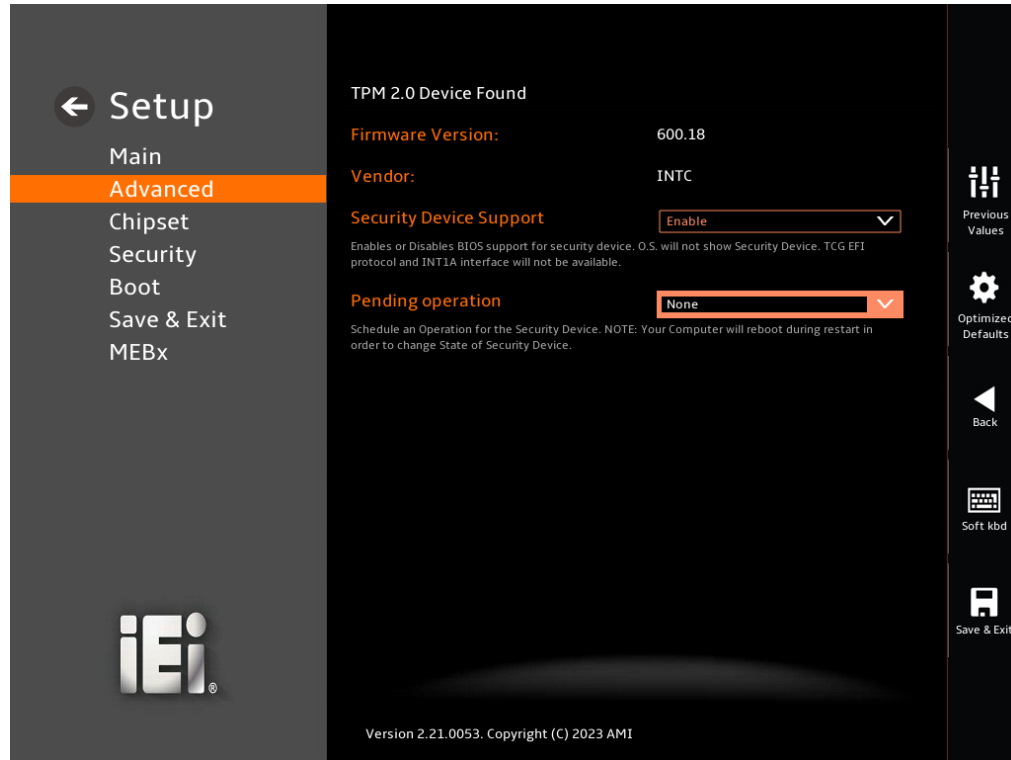 Setup
Main
Advanced
Chipset
Security
Boot
Save & Exit
MEBx
TPM 2.0 Device Found
Firmware Version: 600.18
Vendor: INTC
Security Device Support Enable
Enables or Disables BIOS support for security device. O.S. will not show Security Device. TCG EFI
protocol and INT1A interface will not be available.
Pending operation None
Schedule an Operation for the Security Device. NOTE: Your Computer will reboot during restart in
order to change State of Security Device.
Previous
Values
Optimized
Defaults
Back
Soft kbd
Save & Exit
iEi®
Version 2.21.0053. Copyright (C) 2023 AMI